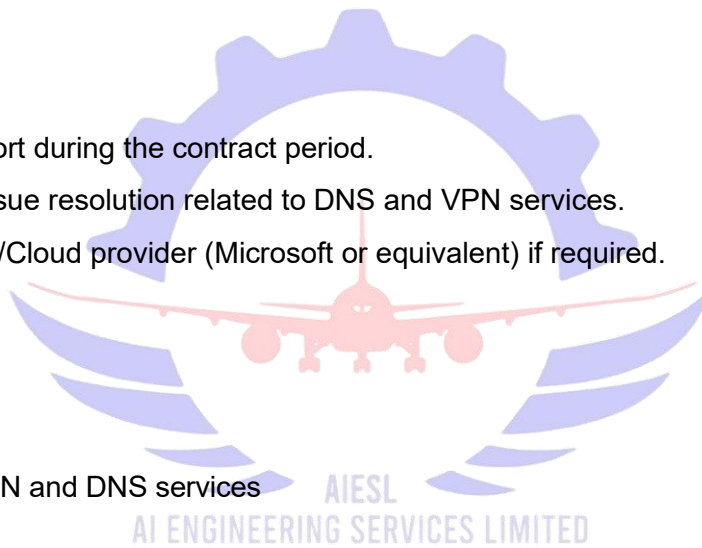 ort during the contract period.
sue resolution related to DNS and VPN services.
/Cloud provider (Microsoft or equivalent) if required.
N and DNS services
AIESL
AI ENGINEERING SERVICES LIMITED